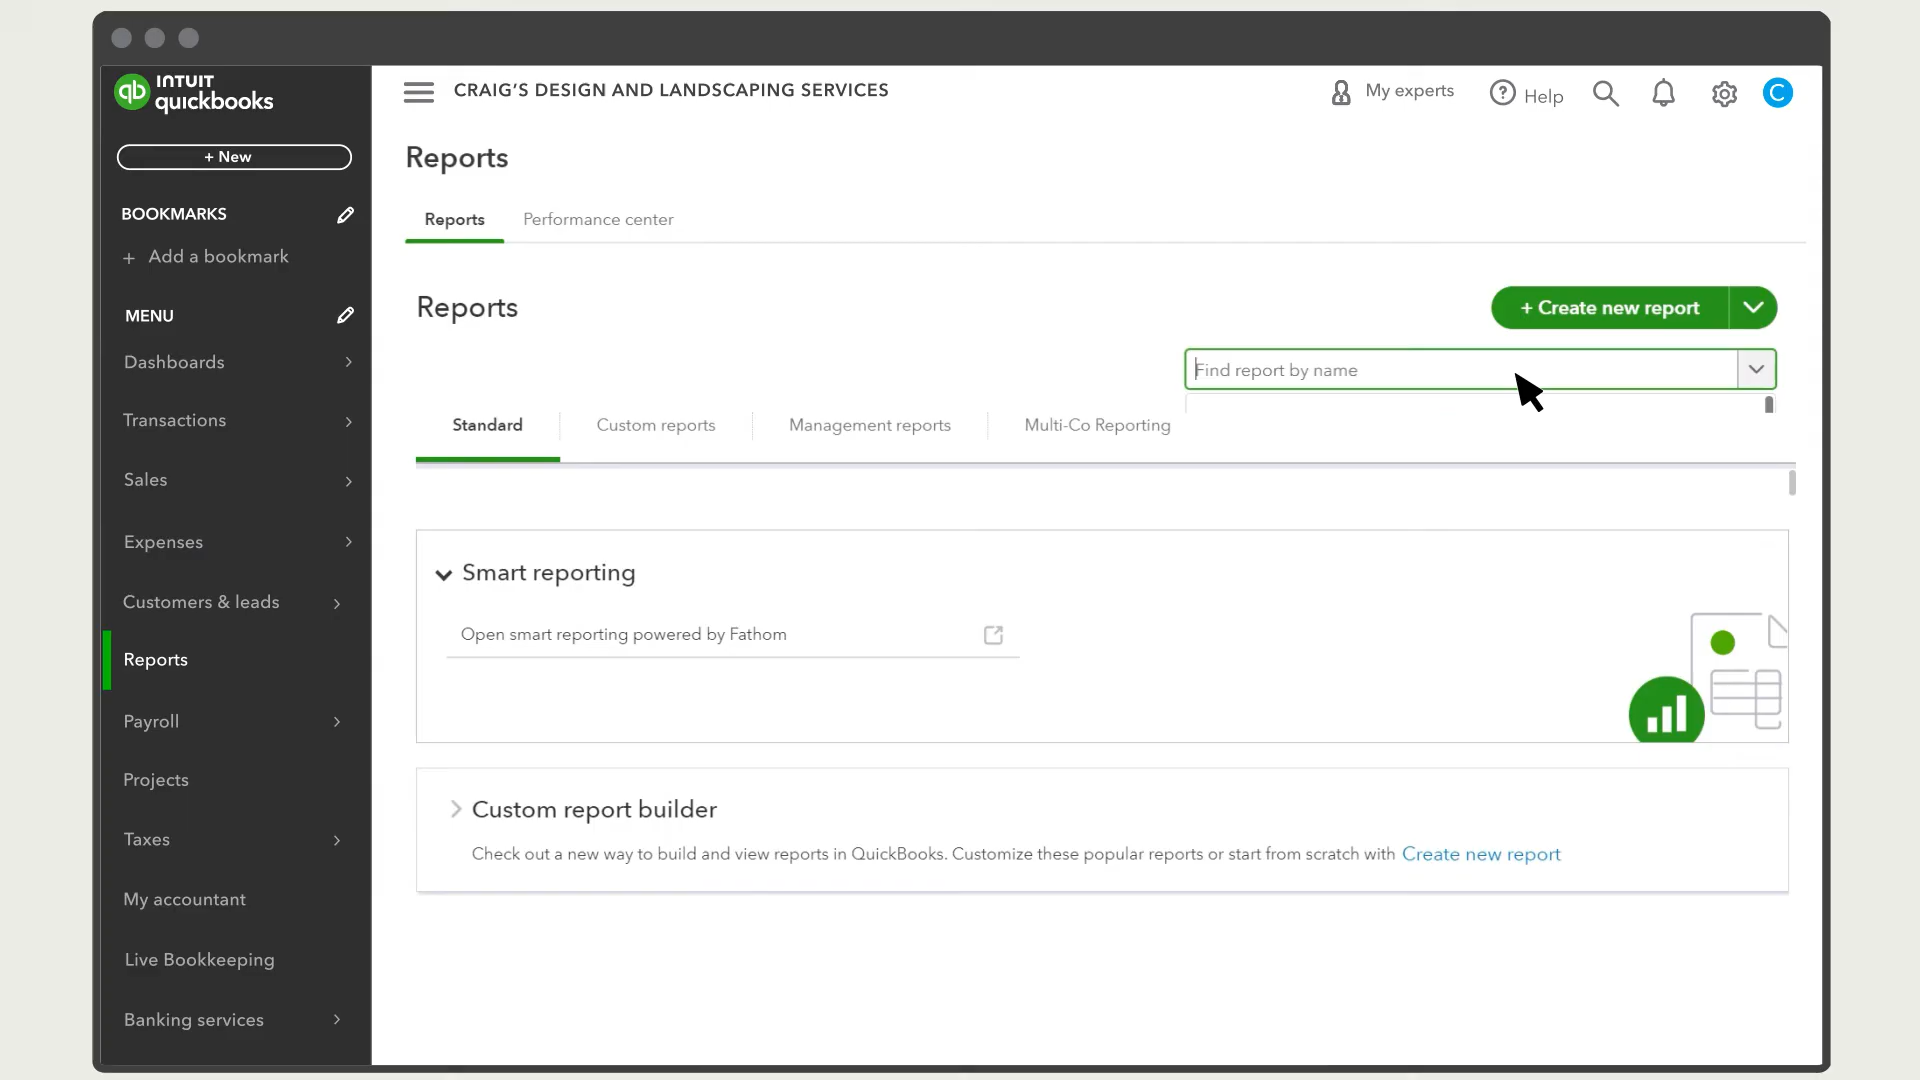 INTUIT
quickbooks
+ New
BOOKMARKS
+ Add a bookmark
MENU
Dashboards
Transactions
Sales
Expenses
Customers & leads
Reports
Payroll
Projects
Taxes
My accountant
Live Bookkeeping
Banking services
CRAIG'S DESIGN AND LANDSCAPING SERVICES
My experts
? Help
C
Reports
Reports
Performance center
Reports
+ Create new report
Find report by name
Standard
Custom reports
Management reports
Multi-Co Reporting
Smart reporting
Open smart reporting powered by Fathom
Custom report builder
Check out a new way to build and view reports in QuickBooks. Customize these popular reports or start from scratch with Create new report